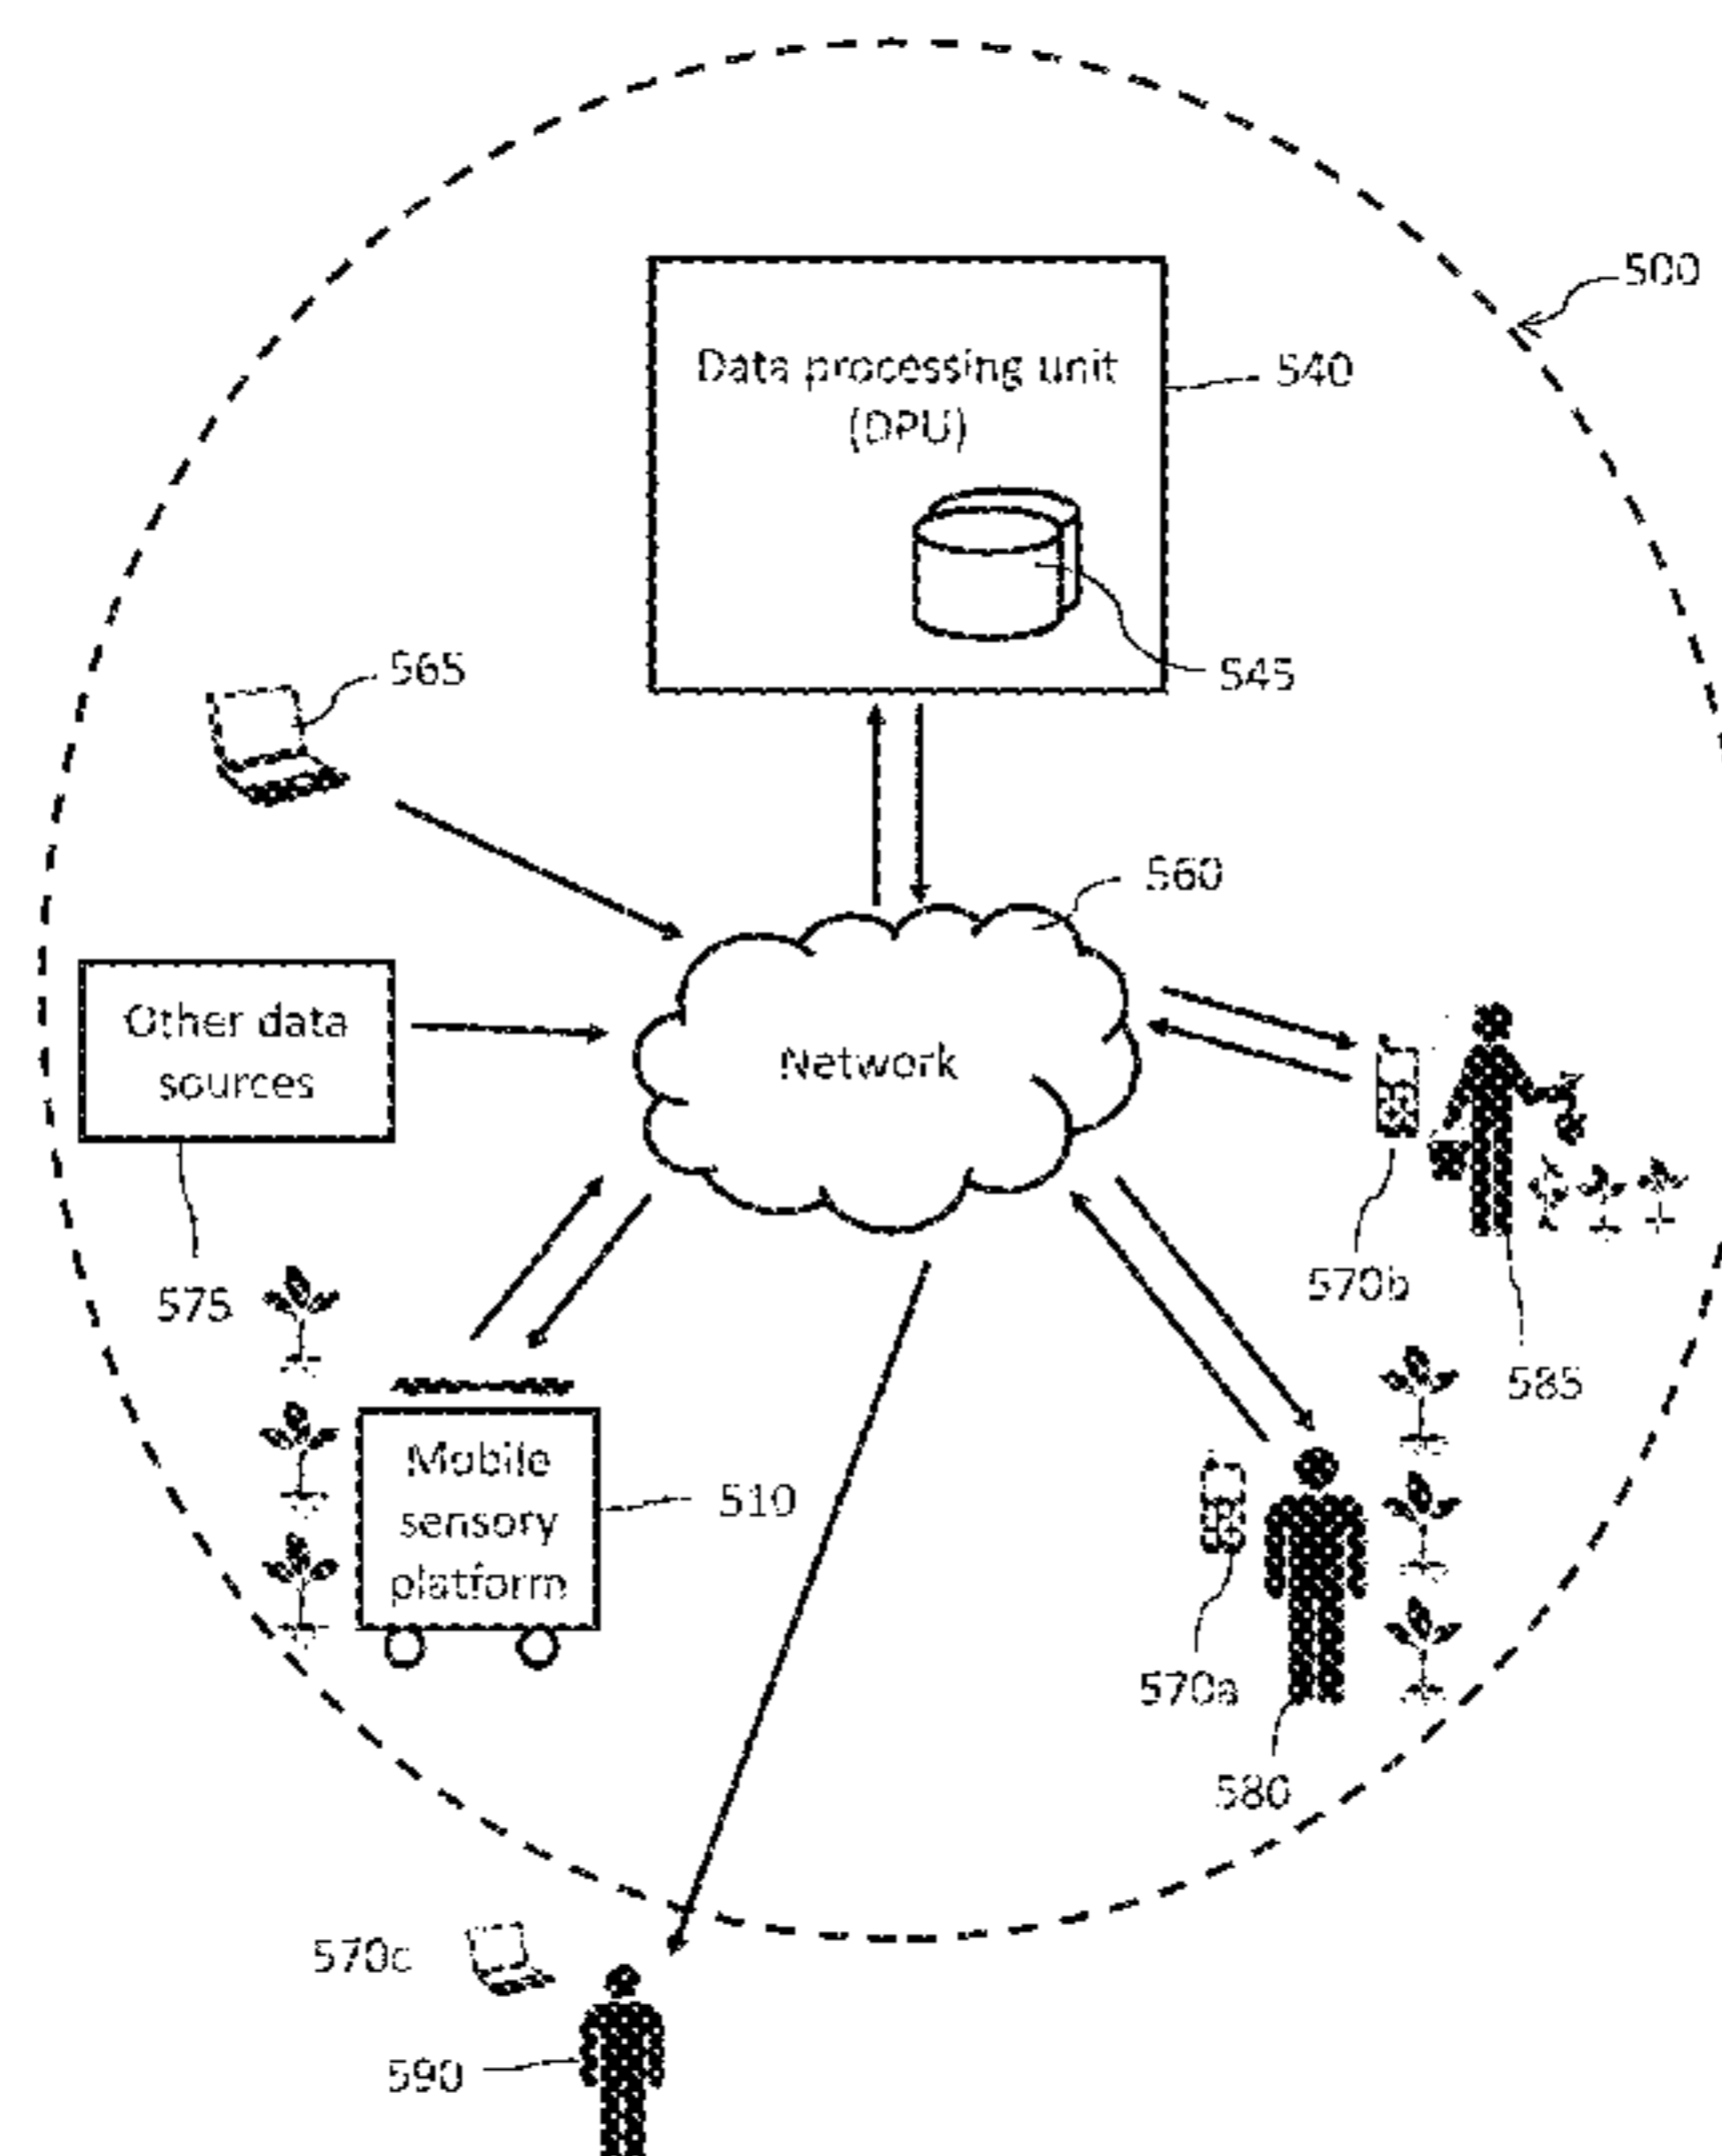 500
Data processing unit
(DPU)
540
545
565
560
Other data
sources
Network
575
570b
585
Mobile
sensory
platform
510
570a
580
570c
590